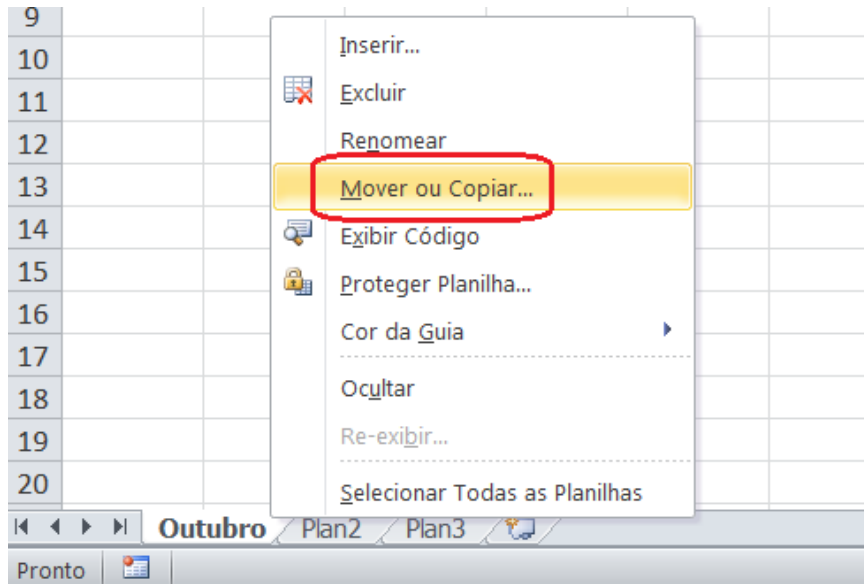 9
10
11
12
13
14
15
16
17
18
19
20
Inserir...
Excluir
Renomear
Mover ou Copiar...
Exibir Código
Proteger Planilha...
Cor da Guia
Ocultar
Re-exibir...
Selecionar Todas as Planilhas
Outubro Plan2 Plan3
Pronto